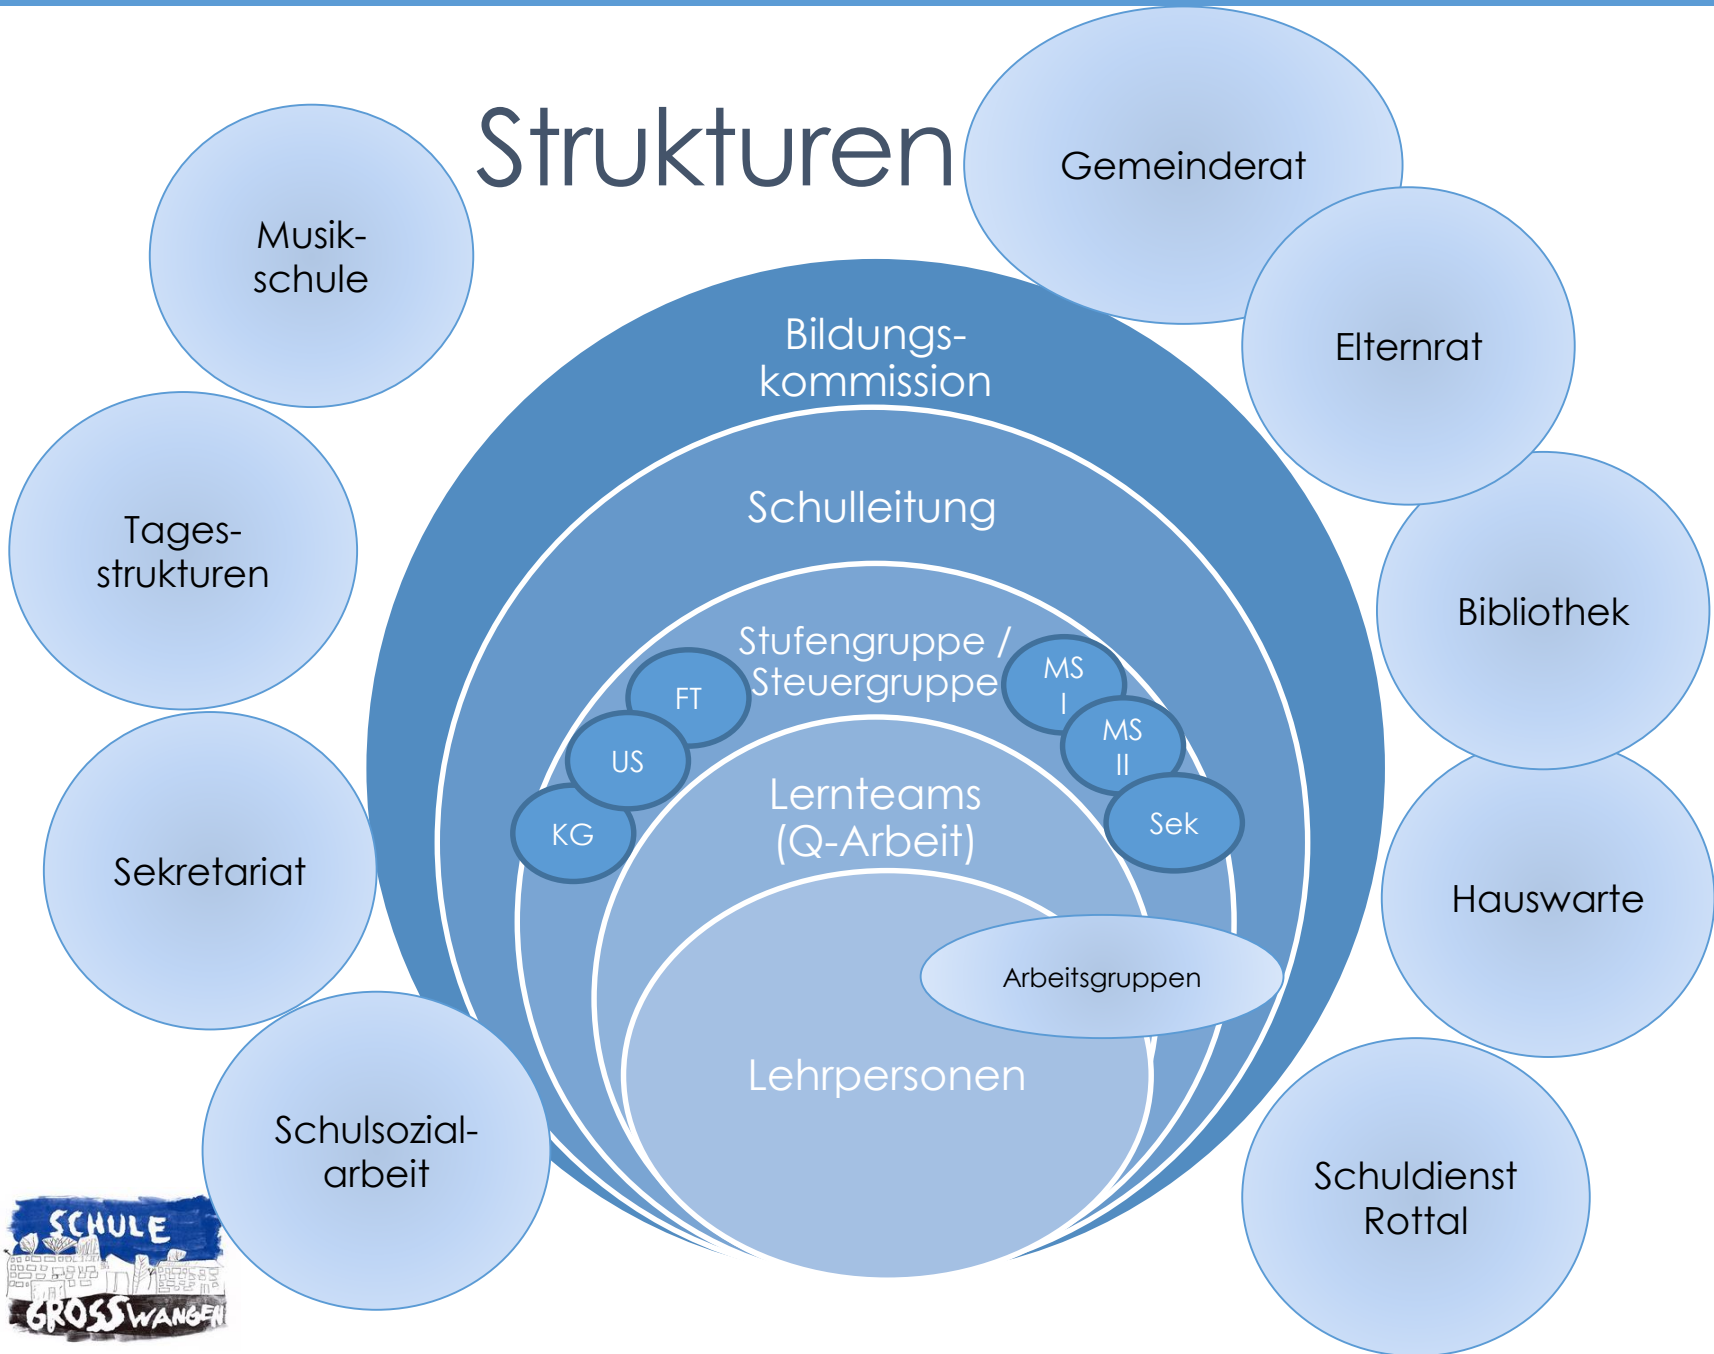 Strukturen
Gemeinderat
Musik-
schule
Elternrat
Bildungs-
kommission
Schulleitung
Tages-
strukturen
Bibliothek
Stufengruppe /
Steuergruppe
FT
US
KG
MS
I
MS
II
Sek
Lernteams
(Q-Arbeit)
Sekretariat
Hauswarte
Arbeitsgruppen
Lehrpersonen
Schulsozial-
arbeit
Schuldienst
Rottal
SCHULE
GROSSWANGEN